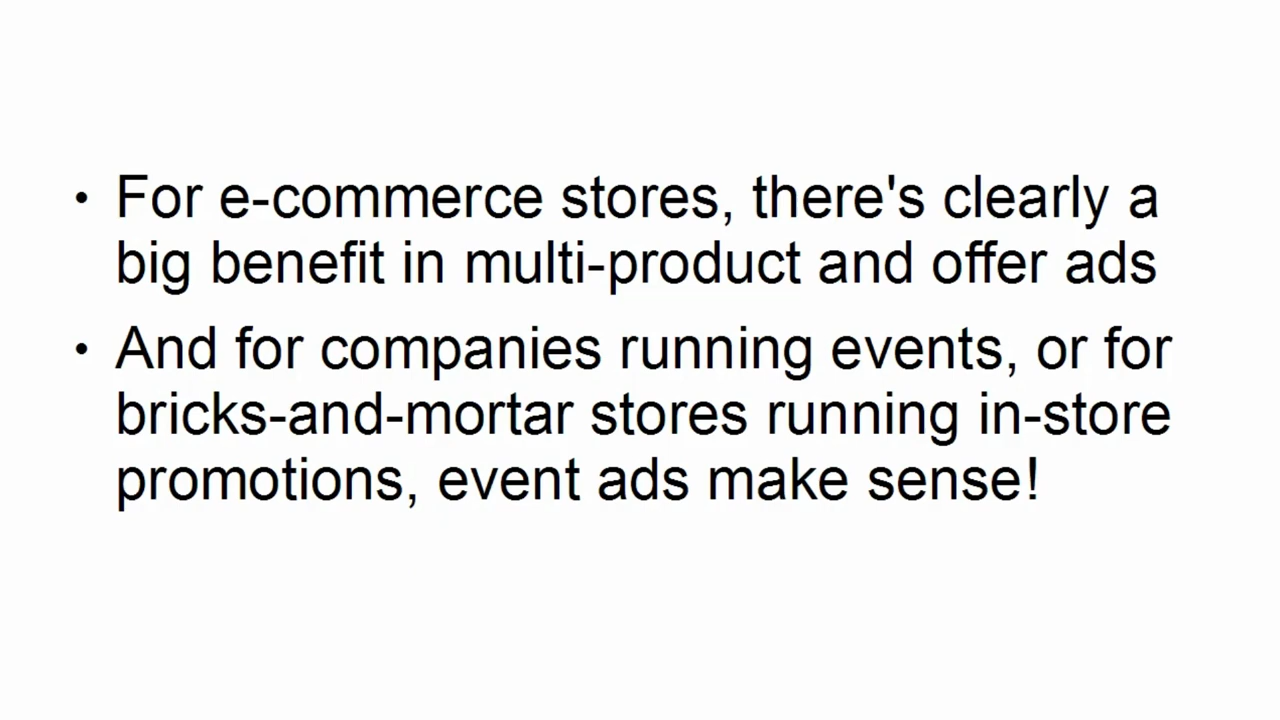 • For e-commerce stores, there's clearly a
big benefit in multi-product and offer ads
• And for companies running events, or for
bricks-and-mortar stores running in-store
promotions, event ads make sense!